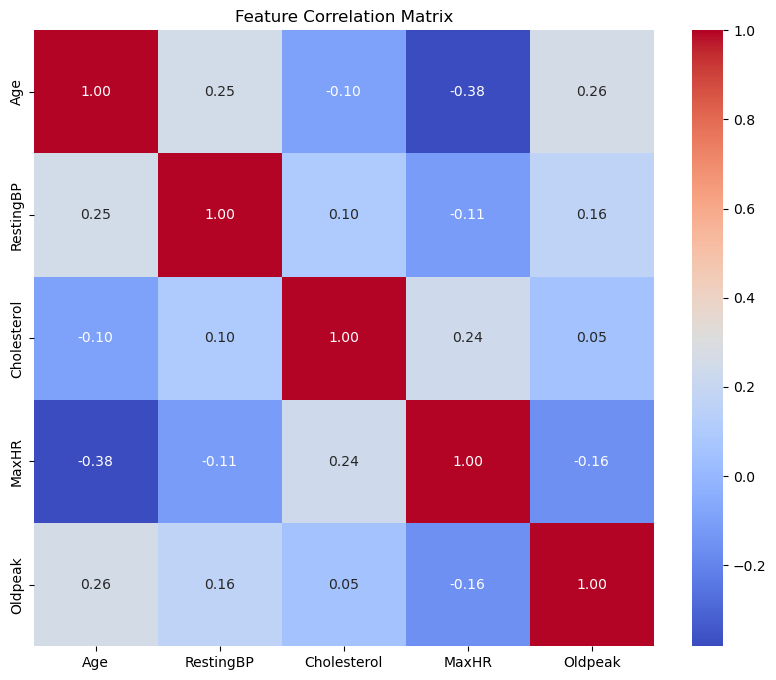 Feature Correlation Matrix
Age
1.00 0.25 -0.10 -0.38 0.26
RestingBP
0.25 1.00 0.10 -0.11 0.16
Cholesterol
-0.10 0.10 1.00 0.24 0.05
MaxHR
-0.38 -0.11 0.24 1.00 -0.16
Oldpeak
0.26 0.16 0.05 -0.16 1.00
Age RestingBP Cholesterol MaxHR Oldpeak
1.0
0.8
0.6
0.4
0.2
0.0
−0.2